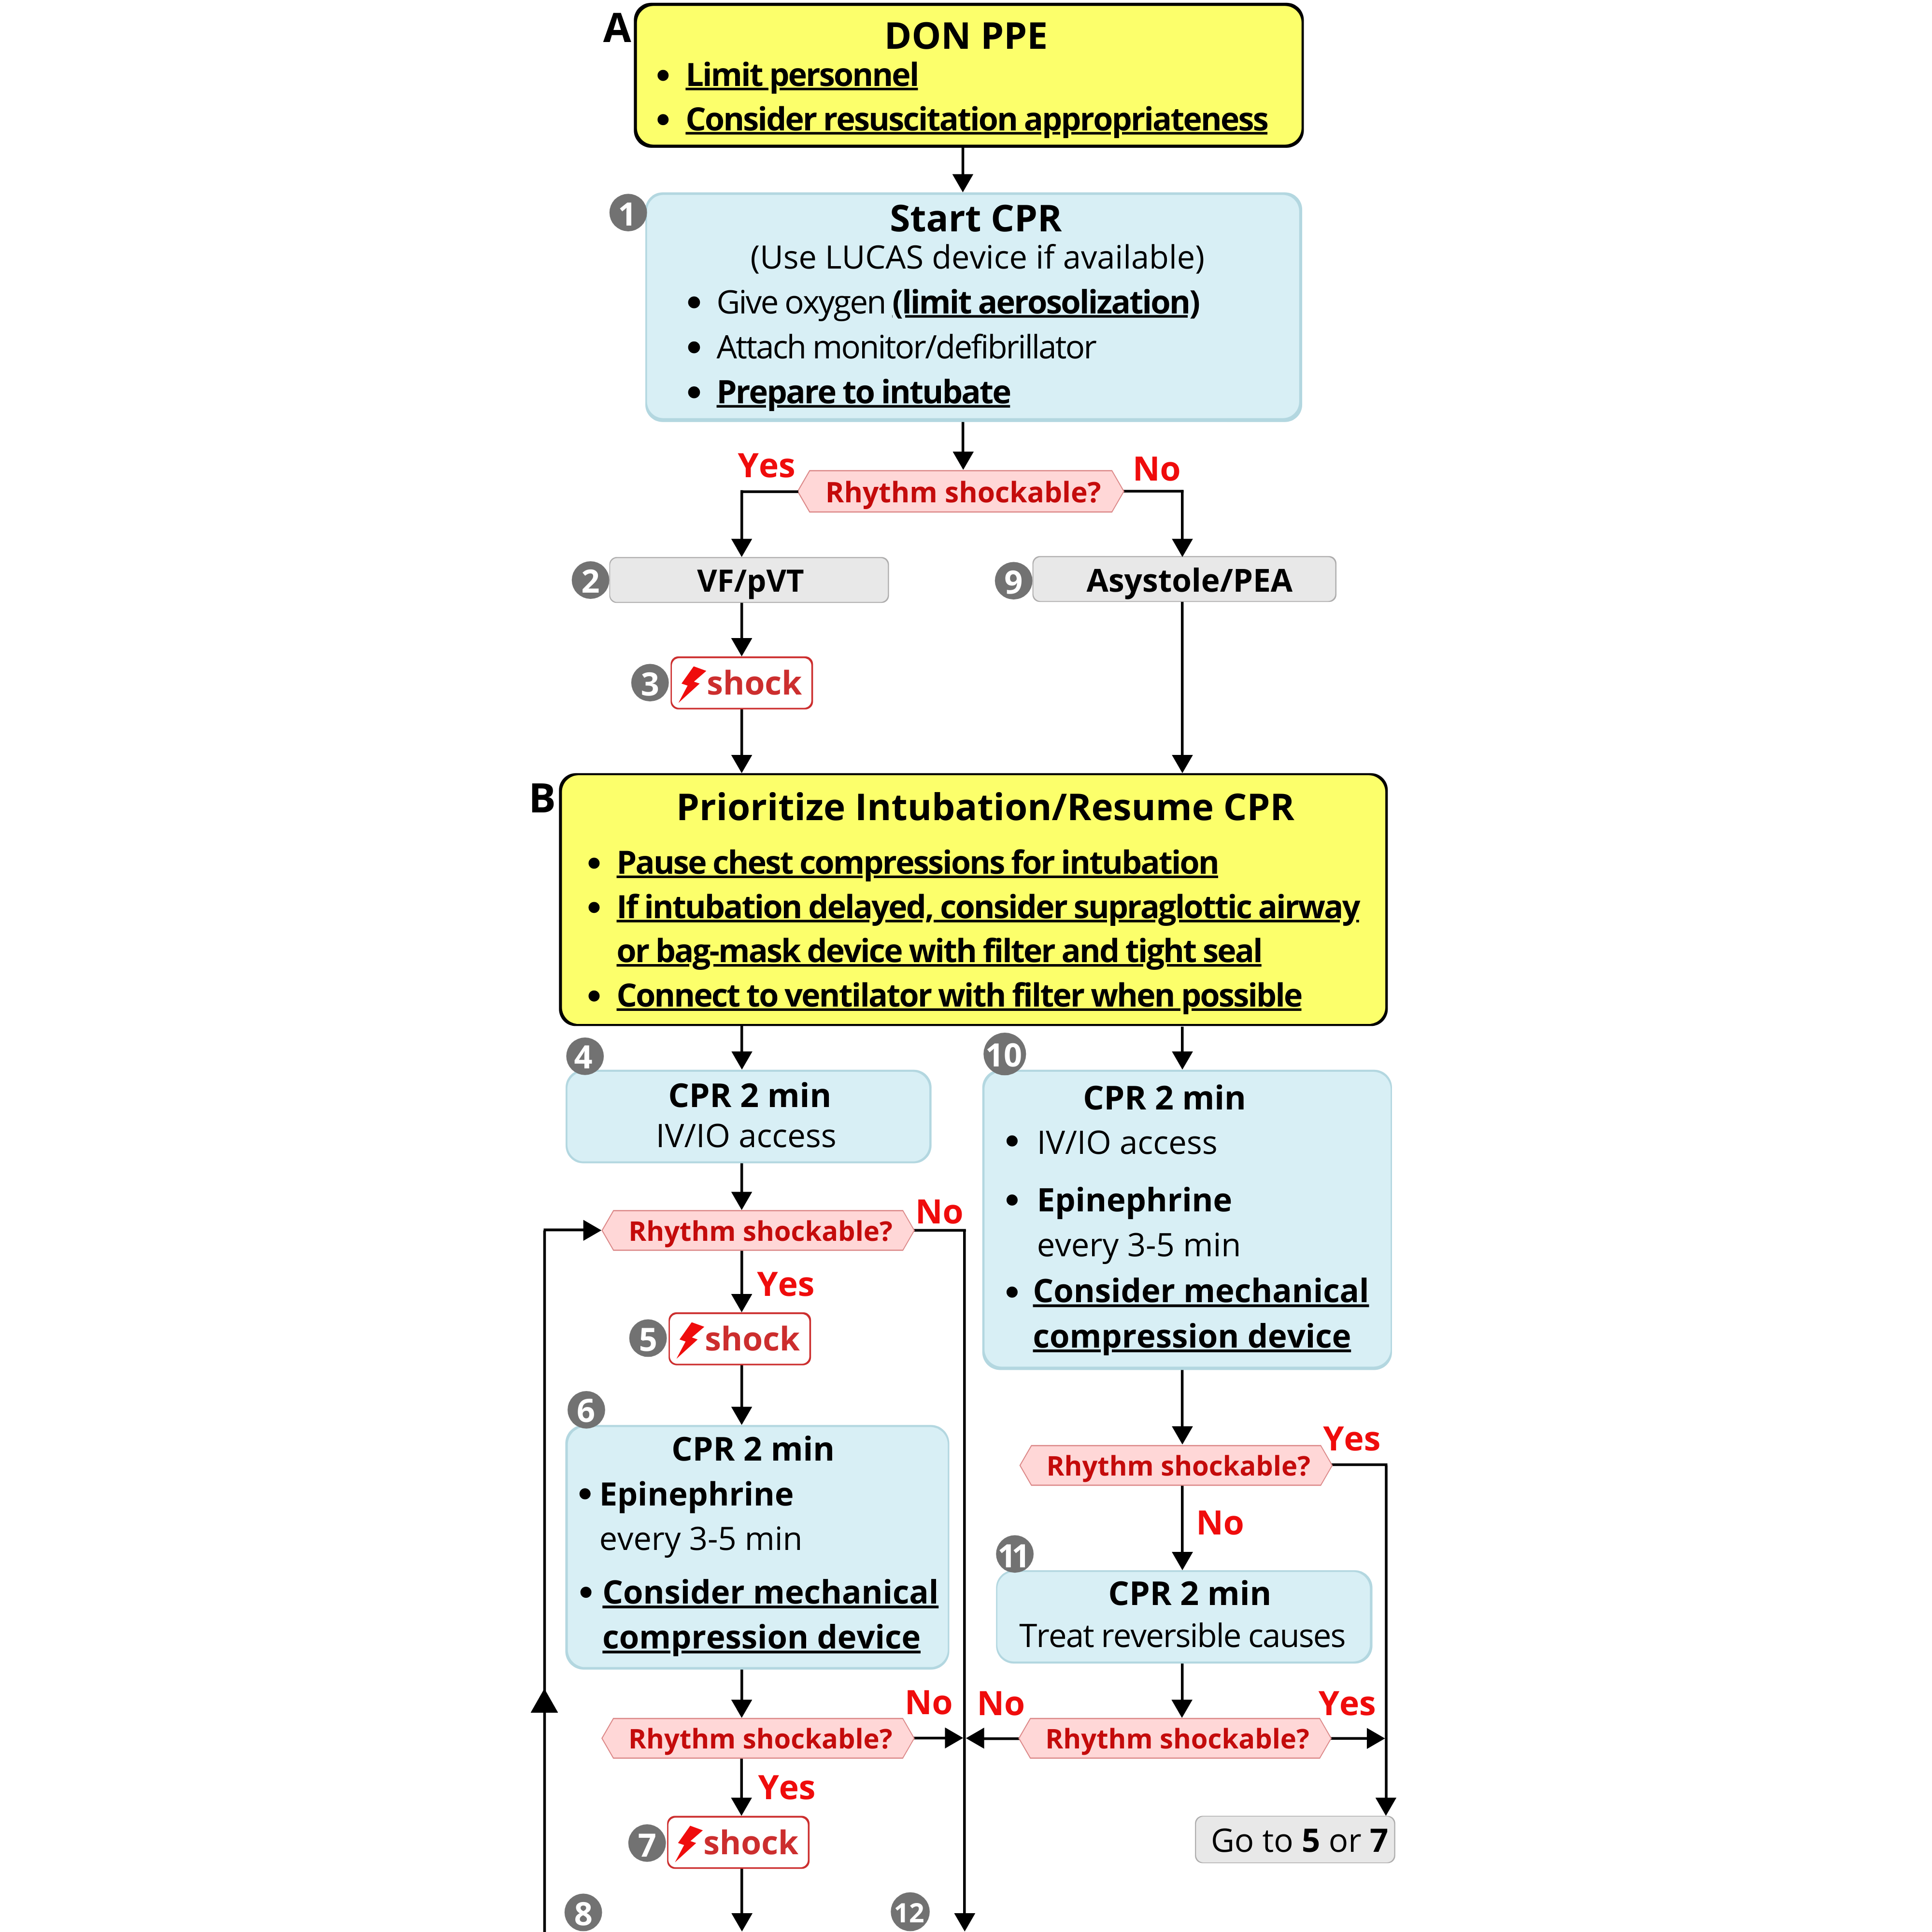 A
DON PPE
• Limit personnel
• Consider resuscitation appropriateness
1
Start CPR
(Use LUCAS device if available)
• Give oxygen (limit aerosolization)
• Attach monitor/defibrillator
• Prepare to intubate
Yes
Rhythm shockable?
No
2
VF/pVT
9
Asystole/PEA
3
shock
B
Prioritize Intubation/Resume CPR
• Pause chest compressions for intubation
• If intubation delayed, consider supraglottic airway
or bag-mask device with filter and tight seal
• Connect to ventilator with filter when possible
4
CPR 2 min
IV/IO access
Rhythm shockable?
No
Yes
5
shock
6
CPR 2 min
• Epinephrine
every 3-5 min
• Consider mechanical
compression device
Rhythm shockable?
No
Yes
7
shock
8
10
CPR 2 min
• IV/IO access
• Epinephrine
every 3-5 min
• Consider mechanical
compression device
Rhythm shockable?
Yes
No
11
CPR 2 min
Treat reversible causes
No
Rhythm shockable?
Yes
Go to 5 or 7
12